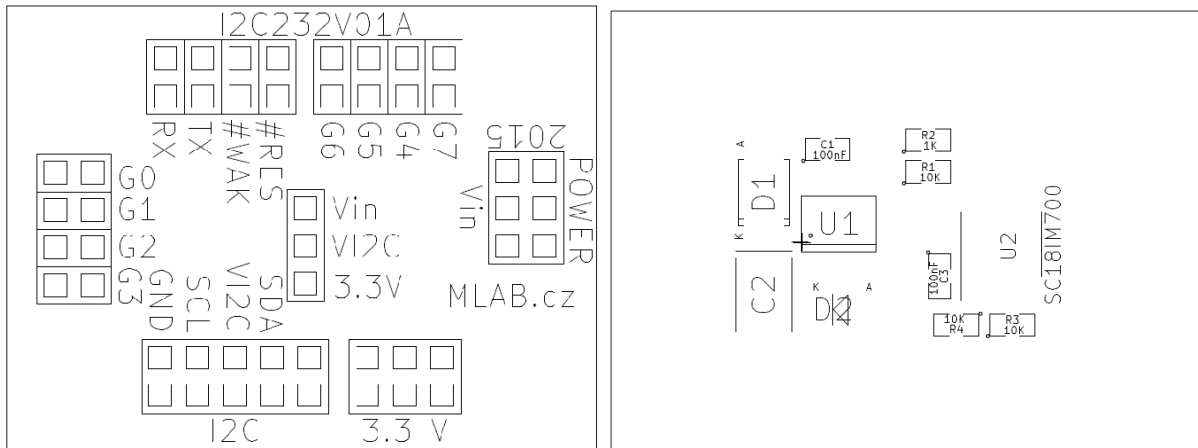 I2C232V01A
RX
TX
#WAK
#RES
G6
G5
G4
G7
2015
POWER
Vin
G0
G1
G2
G3
Vin
VI2C
3.3V
GND
SCL
VI2C
SDA
MLAB.cz
I2C
3.3 V
A
D1
K
C1
100nF
R2
1K
R1
10K
U1
U2
SC18IM700
C2
K
A
D2
100nF
C3
10K
R4
R3
10K